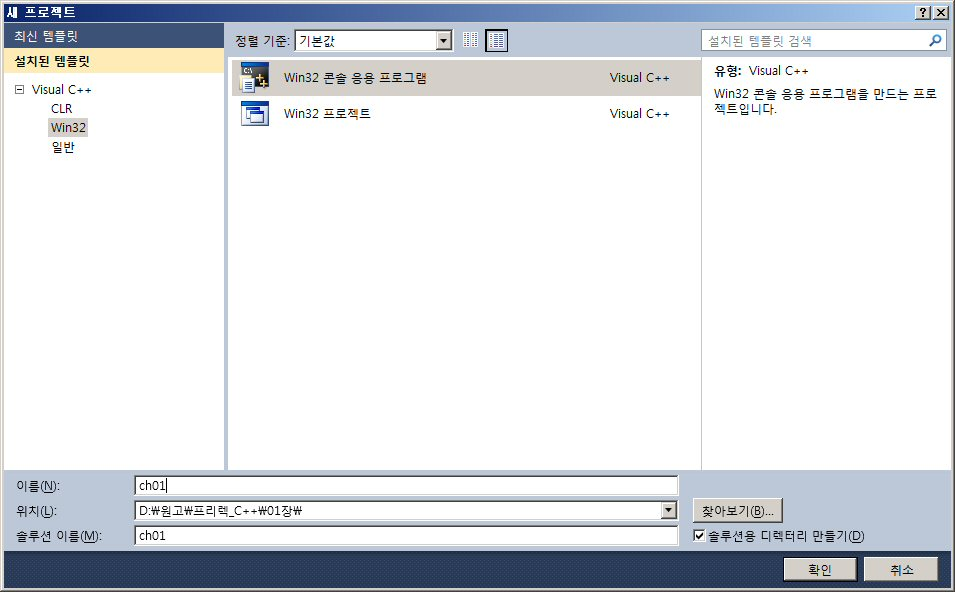 새 프로젝트
최신 템플릿
설치된 템플릿
Visual C++
CLR
Win32
일반
정렬 기준: 기본값
Win32 콘솔 응용 프로그램 Visual C++
Win32 프로젝트 Visual C++
설치된 템플릿 검색
유형: Visual C++
Win32 콘솔 응용 프로그램을 만드는 프로
젝트입니다.
이름(N): ch01
위치(L): D:\원고\프리렉_C++\01장\ 찾아보기(B)...
솔루션 이름(M): ch01 솔루션용 디렉터리 만들기(D)
확인 취소